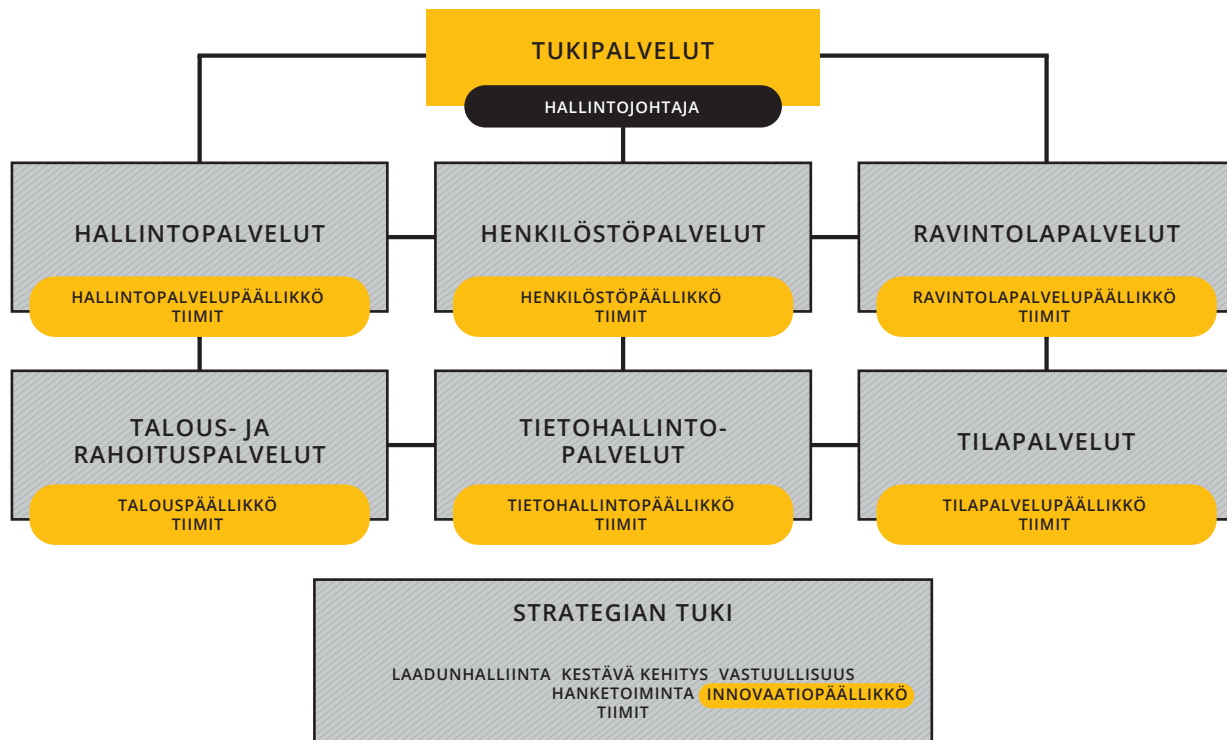 TUKIPALVELUT
HALLINTOJOHTAJA
HALLINTOPALVELUT
HALLINTOPALVELUPÄÄLLIKKÖ
TIIMIT
HENKILÖSTÖPALVELUT
HENKILÖSTÖPÄÄLLIKKÖ
TIIMIT
RAVINTOLAPALVELUT
RAVINTOLAPALVELUPÄÄLLIKKÖ
TIIMIT
TALOUS- JA
RAHOITUSPALVELUT
TALOUSPÄÄLLIKKÖ
TIIMIT
TIETOHALLINTO-
PALVELUT
TIETOHALLINTOPÄÄLLIKKÖ
TIIMIT
TILAPALVELUT
TILAPALVELUPÄÄLLIKKÖ
TIIMIT
STRATEGIAN TUKI
LAADUNHALLIINTA KESTÄVÄ KEHITYS VASTUULLISUUS
HANKETOIMINTA INNOVAATIOPÄÄLLIKKÖ
TIIMIT